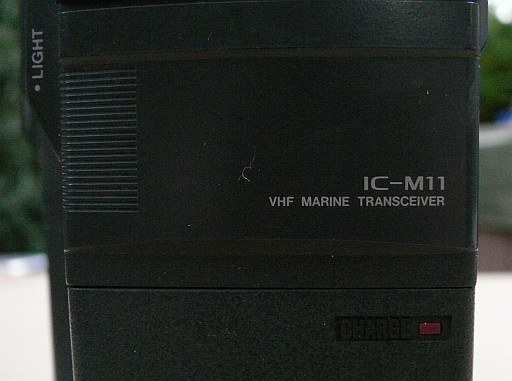 • LIGHT
IC-M11
VHF MARINE TRANSCEIVER
CHARGE